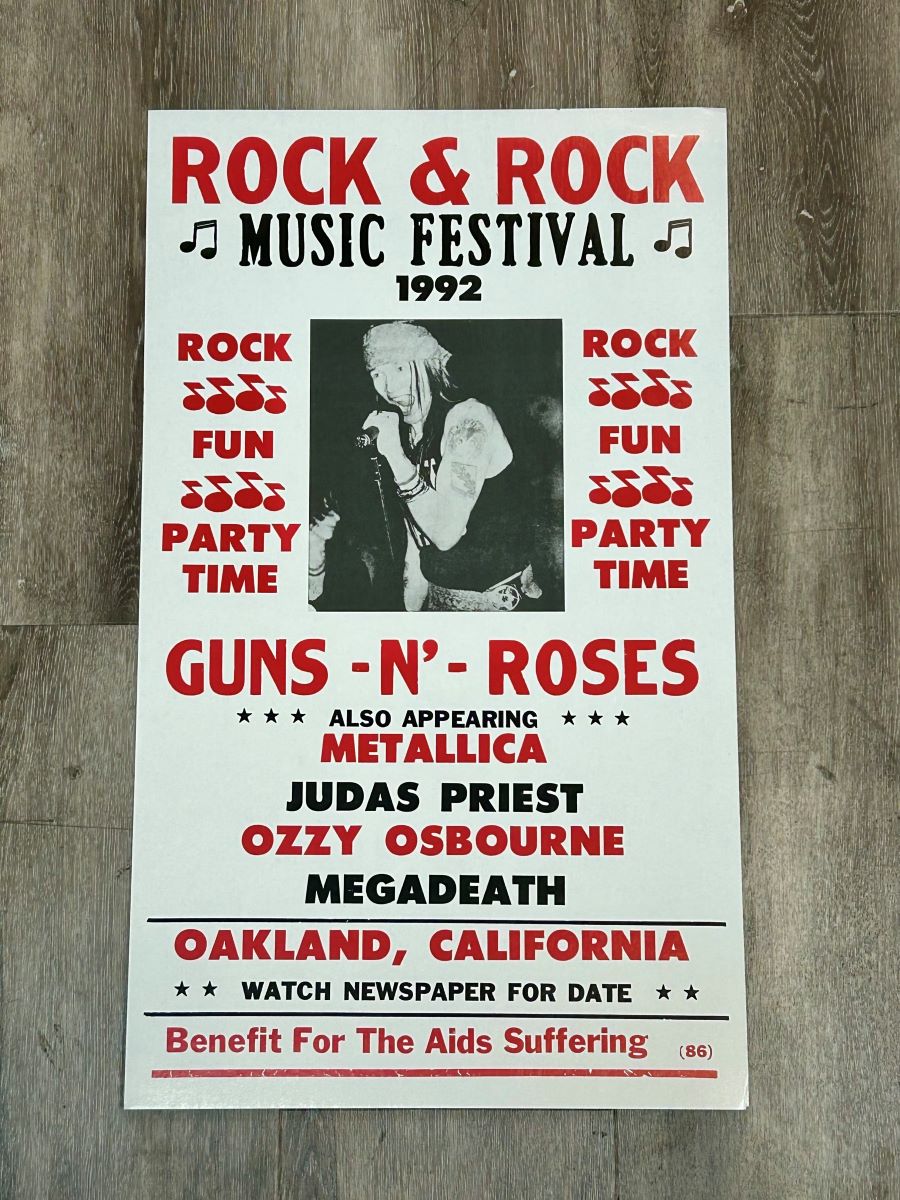 ROCK & ROCK
MUSIC FESTIVAL
1992
ROCK
FUN
PARTY
TIME
ROCK
FUN
PARTY
TIME
GUNS -N'- ROSES
ALSO APPEARING
METALLICA
JUDAS PRIEST
OZZY OSBOURNE
MEGADEATH
OAKLAND, CALIFORNIA
WATCH NEWSPAPER FOR DATE
Benefit For The Aids Suffering (86)